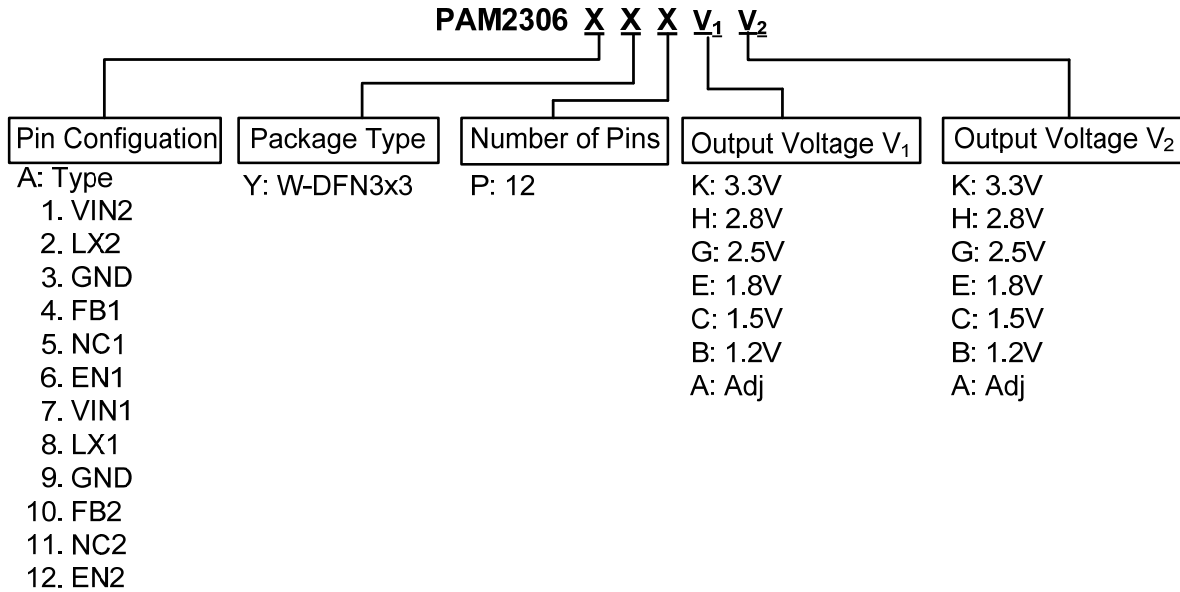 PAM2306 X X X V₁ V₂
Pin Configuation
A: Type
1. VIN2
2. LX2
3. GND
4. FB1
5. NC1
6. EN1
7. VIN1
8. LX1
9. GND
10. FB2
11. NC2
12. EN2
Package Type
Y: W-DFN3x3
Number of Pins
P: 12
Output Voltage V₁
K: 3.3V
H: 2.8V
G: 2.5V
E: 1.8V
C: 1.5V
B: 1.2V
A: Adj
Output Voltage V₂
K: 3.3V
H: 2.8V
G: 2.5V
E: 1.8V
C: 1.5V
B: 1.2V
A: Adj